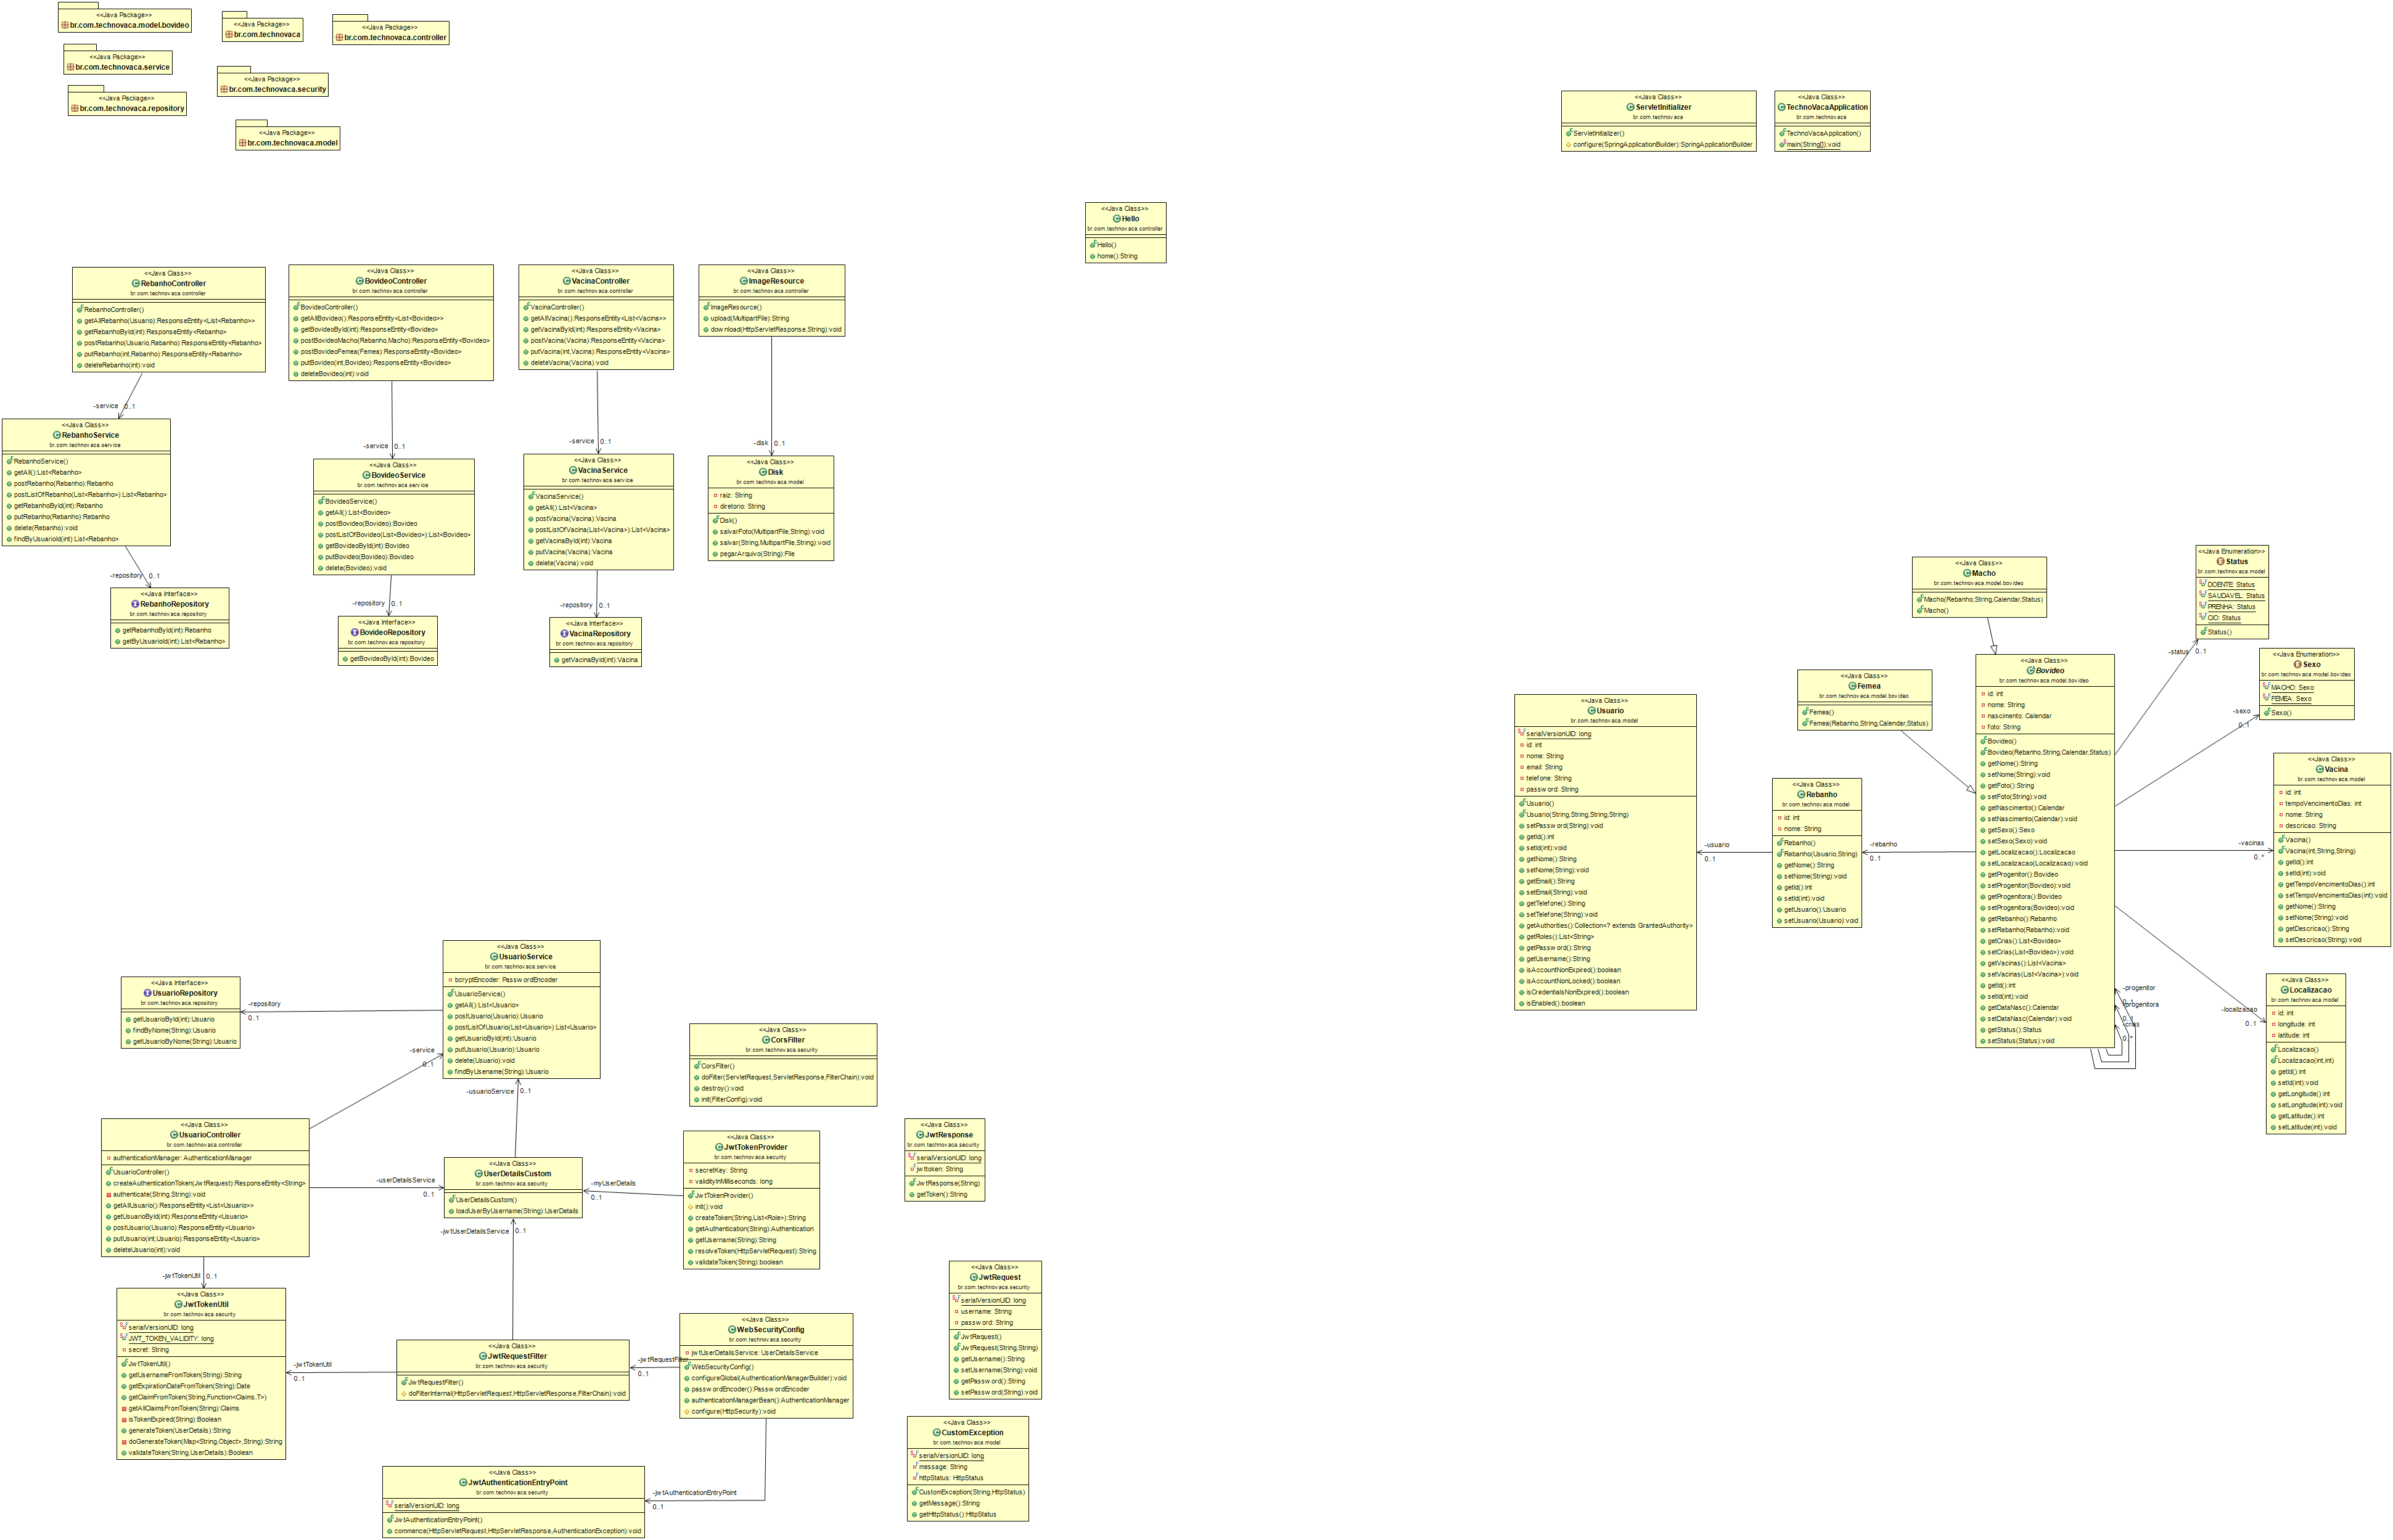 <<Java Package>>
br.com.technovaca.model.bovideo
<<Java Package>>
br.com.technovaca
<<Java Package>>
br.com.technovaca.controller
<<Java Package>>
br.com.technovaca.service
<<Java Package>>
br.com.technovaca.security
<<Java Package>>
br.com.technovaca.repository
<<Java Package>>
br.com.technovaca.model
<<Java Class>>
ServletInitializer
br.com.technovaca
ServletInitializer()
configure(SpringApplicationBuilder):SpringApplicationBuilder
<<Java Class>>
TechnoVacaApplication
br.com.technovaca
TechnoVacaApplication()
main(String[]):void
<<Java Class>>
Hello
br.com.technovaca.controller
Hello()
home():String
<<Java Class>>
RebanhoController
br.com.technovaca.controller
RebanhoController()
getAllRebanho(Usuario):ResponseEntity<List<Rebanho>>
getRebanhoById(int):ResponseEntity<Rebanho>
postRebanho(Usuario,Rebanho):ResponseEntity<Rebanho>
putRebanho(int,Rebanho):ResponseEntity<Rebanho>
deleteRebanho(int):void
<<Java Class>>
BovideoController
br.com.technovaca.controller
BovideoController()
getAllBovideo():ResponseEntity<List<Bovideo>>
getBovideoById(int):ResponseEntity<Bovideo>
postBovideoMacho(Rebanho,Macho):ResponseEntity<Bovideo>
postBovideoFemea(Femea):ResponseEntity<Bovideo>
putBovideo(int,Bovideo):ResponseEntity<Bovideo>
deleteBovideo(int):void
<<Java Class>>
VacinaController
br.com.technovaca.controller
VacinaController()
getAllVacina():ResponseEntity<List<Vacina>>
getVacinaById(int):ResponseEntity<Vacina>
postVacina(Vacina):ResponseEntity<Vacina>
putVacina(int,Vacina):ResponseEntity<Vacina>
deleteVacina(Vacina):void
<<Java Class>>
ImageResource
br.com.technovaca.controller
ImageResource()
upload(MultipartFile):String
download(HttpServletResponse,String):void
-service 0..1
-service 0..1
-service 0..1
-disk 0..1
<<Java Class>>
RebanhoService
br.com.technovaca.service
RebanhoService()
getAll():List<Rebanho>
postRebanho(Rebanho):Rebanho
postListOfRebanho(List<Rebanho>):List<Rebanho>
getRebanhoById(int):Rebanho
putRebanho(Rebanho):Rebanho
delete(Rebanho):void
findByUsuarioId(int):List<Rebanho>
<<Java Class>>
BovideoService
br.com.technovaca.service
BovideoService()
getAll():List<Bovideo>
postBovideo(Bovideo):Bovideo
postListOfBovideo(List<Bovideo>):List<Bovideo>
getBovideoById(int):Bovideo
putBovideo(Bovideo):Bovideo
delete(Bovideo):void
<<Java Class>>
VacinaService
br.com.technovaca.service
VacinaService()
getAll():List<Vacina>
postVacina(Vacina):Vacina
postListOfVacina(List<Vacina>):List<Vacina>
getVacinaById(int):Vacina
putVacina(Vacina):Vacina
delete(Vacina):void
<<Java Class>>
Disk
br.com.technovaca.model
raiz: String
diretorio: String
Disk()
salvarFoto(MultipartFile,String):void
salvar(String,MultipartFile,String):void
pegarArquivo(String):File
-repository 0..1
-repository 0..1
-repository 0..1
<<Java Interface>>
RebanhoRepository
br.com.technovaca.repository
getRebanhoById(int):Rebanho
getByUsuarioId(int):List<Rebanho>
<<Java Interface>>
BovideoRepository
br.com.technovaca.repository
getBovideoById(int):Bovideo
<<Java Interface>>
VacinaRepository
br.com.technovaca.repository
getVacinaById(int):Vacina
<<Java Class>>
Macho
br.com.technovaca.model.bovideo
Macho(Rebanho,String,Calendar,Status)
Macho()
<<Java Enumeration>>
Status
br.com.technovaca.model
DOENTE: Status
SAUDAVEL: Status
PRENHA: Status
CIO: Status
Status()
-status 0..1
<<Java Enumeration>>
Sexo
br.com.technovaca.model.bovideo
MACHO: Sexo
FEMEA: Sexo
Sexo()
-sexo
0..1
<<Java Class>>
Femea
br.com.technovaca.model.bovideo
Femea()
Femea(Rebanho,String,Calendar,Status)
<<Java Class>>
Bovideo
br.com.technovaca.model.bovideo
id: int
nome: String
nascimento: Calendar
foto: String
Bovideo()
Bovideo(Rebanho,String,Calendar,Status)
getNome():String
setNome(String):void
getFoto():String
setFoto(String):void
getNascimento():Calendar
setNascimento(Calendar):void
getSexo():Sexo
setSexo(Sexo):void
getLocalizacao():Localizacao
setLocalizacao(Localizacao):void
getProgenitor():Bovideo
setProgenitor(Bovideo):void
getProgenitora():Bovideo
setProgenitora(Bovideo):void
getRebanho():Rebanho
setRebanho(Rebanho):void
getCrias():List<Bovideo>
setCrias(List<Bovideo>):void
getVacinas():List<Vacina>
setVacinas(List<Vacina>):void
getId():int
setId(int):void
getDataNasc():Calendar
setDataNasc(Calendar):void
getStatus():Status
setStatus(Status):void
-progenitor
0..1
-progenitora
0..1
-crias
0..*
<<Java Class>>
Usuario
br.com.technovaca.model
serialVersionUID: long
id: int
nome: String
email: String
telefone: String
password: String
Usuario()
Usuario(String,String,String,String)
setPassword(String):void
getId():int
setId(int):void
getNome():String
setNome(String):void
getEmail():String
setEmail(String):void
getTelefone():String
setTelefone(String):void
getAuthorities():Collection<? extends GrantedAuthority>
getRoles():List<String>
getPassword():String
getUsername():String
isAccountNonExpired():boolean
isAccountNonLocked():boolean
isCredentialsNonExpired():boolean
isEnabled():boolean
-usuario
0..1
<<Java Class>>
Rebanho
br.com.technovaca.model
id: int
nome: String
Rebanho()
Rebanho(Usuario,String)
getNome():String
setNome(String):void
getId():int
setId(int):void
getUsuario():Usuario
setUsuario(Usuario):void
-rebanho
0..1
<<Java Class>>
Vacina
br.com.technovaca.model
id: int
tempoVencimentoDias: int
nome: String
descricao: String
Vacina()
Vacina(int,String,String)
getId():int
setId(int):void
getTempoVencimentoDias():int
setTempoVencimentoDias(int):void
getNome():String
setNome(String):void
getDescricao():String
setDescricao(String):void
-vacinas
0..*
<<Java Class>>
Localizacao
br.com.technovaca.model
id: int
longitude: int
latitude: int
Localizacao()
Localizacao(int,int)
getId():int
setId(int):void
getLongitude():int
setLongitude(int):void
getLatitude():int
setLatitude(int):void
-localizacao
0..1
<<Java Class>>
UsuarioService
br.com.technovaca.service
bcryptEncoder: PasswordEncoder
UsuarioService()
getAll():List<Usuario>
postUsuario(Usuario):Usuario
postListOfUsuario(List<Usuario>):List<Usuario>
getUsuarioById(int):Usuario
putUsuario(Usuario):Usuario
delete(Usuario):void
findByUsename(String):Usuario
<<Java Interface>>
UsuarioRepository
br.com.technovaca.repository
getUsuarioById(int):Usuario
findByNome(String):Usuario
getUsuarioByNome(String):Usuario
-repository
0..1
-service
0..1
-usuarioService 0..1
<<Java Class>>
CorsFilter
br.com.technovaca.security
CorsFilter()
doFilter(ServletRequest,ServletResponse,FilterChain):void
destroy():void
init(FilterConfig):void
<<Java Class>>
UsuarioController
br.com.technovaca.controller
authenticationManager: AuthenticationManager
UsuarioController()
createAuthenticationToken(JwtRequest):ResponseEntity<String>
authenticate(String,String):void
getAllUsuario():ResponseEntity<List<Usuario>>
getUsuarioById(int):ResponseEntity<Usuario>
postUsuario(Usuario):ResponseEntity<Usuario>
putUsuario(int,Usuario):ResponseEntity<Usuario>
deleteUsuario(int):void
-userDetailsService
0..1
<<Java Class>>
UserDetailsCustom
br.com.technovaca.security
UserDetailsCustom()
loadUserByUsername(String):UserDetails
-myUserDetails
0..1
-jwtUserDetailsService 0..1
<<Java Class>>
JwtTokenProvider
br.com.technovaca.security
secretKey: String
validityInMilliseconds: long
JwtTokenProvider()
init():void
createToken(String,List<Role>):String
getAuthentication(String):Authentication
getUsername(String):String
resolveToken(HttpServletRequest):String
validateToken(String):boolean
<<Java Class>>
JwtResponse
br.com.technovaca.security
serialVersionUID: long
jwttoken: String
JwtResponse(String)
getToken():String
-jwtTokenUtil 0..1
<<Java Class>>
JwtTokenUtil
br.com.technovaca.security
serialVersionUID: long
JWT_TOKEN_VALIDITY: long
secret: String
JwtTokenUtil()
getUsernameFromToken(String):String
getExpirationDateFromToken(String):Date
getClaimFromToken(String,Function<Claims,T>)
getAllClaimsFromToken(String):Claims
isTokenExpired(String):Boolean
generateToken(UserDetails):String
doGenerateToken(Map<String,Object>,String):String
validateToken(String,UserDetails):Boolean
-jwtTokenUtil
0..1
<<Java Class>>
JwtRequestFilter
br.com.technovaca.security
JwtRequestFilter()
doFilterInternal(HttpServletRequest,HttpServletResponse,FilterChain):void
-jwtRequestFilter
0..1
<<Java Class>>
WebSecurityConfig
br.com.technovaca.security
jwtUserDetailsService: UserDetailsService
WebSecurityConfig()
configureGlobal(AuthenticationManagerBuilder):void
passwordEncoder():PasswordEncoder
authenticationManagerBean():AuthenticationManager
configure(HttpSecurity):void
<<Java Class>>
JwtRequest
br.com.technovaca.security
serialVersionUID: long
username: String
password: String
JwtRequest()
JwtRequest(String,String)
getUsername():String
setUsername(String):void
getPassword():String
setPassword(String):void
<<Java Class>>
CustomException
br.com.technovaca.model
serialVersionUID: long
message: String
httpStatus: HttpStatus
CustomException(String,HttpStatus)
getMessage():String
getHttpStatus():HttpStatus
<<Java Class>>
JwtAuthenticationEntryPoint
br.com.technovaca.security
serialVersionUID: long
JwtAuthenticationEntryPoint()
commence(HttpServletRequest,HttpServletResponse,AuthenticationException):void
-jwtAuthenticationEntryPoint
0..1